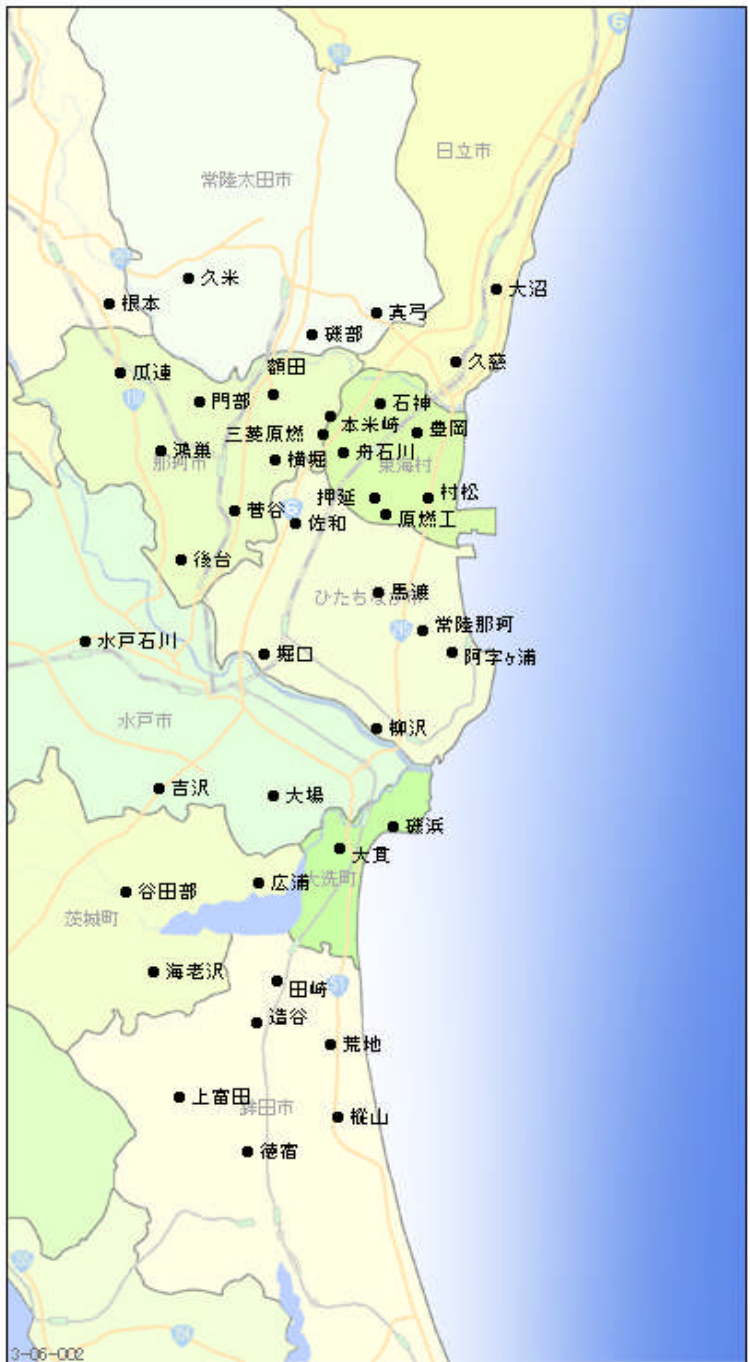 6
常陸太田市
日立市
久米
大沼
根本
真弓
磯部
瓜連
額田
久慈
門部
石神
本米崎
豊岡
三菱原燃
鴻巣
舟石川
那珂市
横堀
東海村
押延
村松
菅谷
6
佐和
原燃工
後台
馬渡
ひたちなか市
常陸那珂
水戸石川
堀口
245
阿字ヶ浦
水戸市
柳沢
吉沢
大場
磯浜
大貫
広浦
大洗町
谷田部
茨城町
海老沢
田崎
51
造谷
荒地
上富田
鉾田市
樅山
徳宿
3-06-002